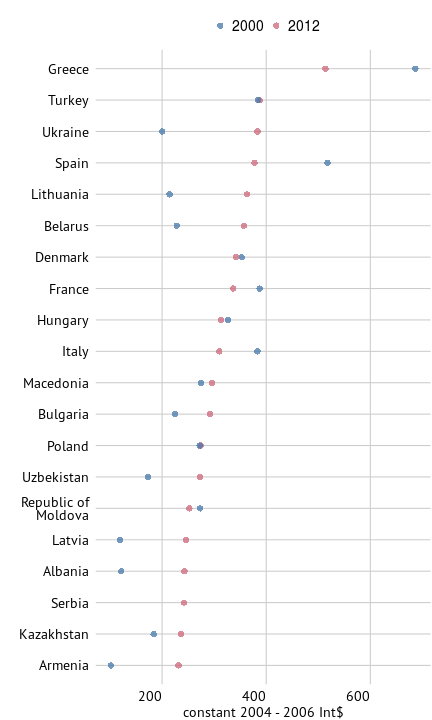 2000 2012
Greece
Turkey
Ukraine
Spain
Lithuania
Belarus
Denmark
France
Hungary
Italy
Macedonia
Bulgaria
Poland
Uzbekistan
Republic of
Moldova
Latvia
Albania
Serbia
Kazakhstan
Armenia
200 400 600
constant 2004 - 2006 Int$